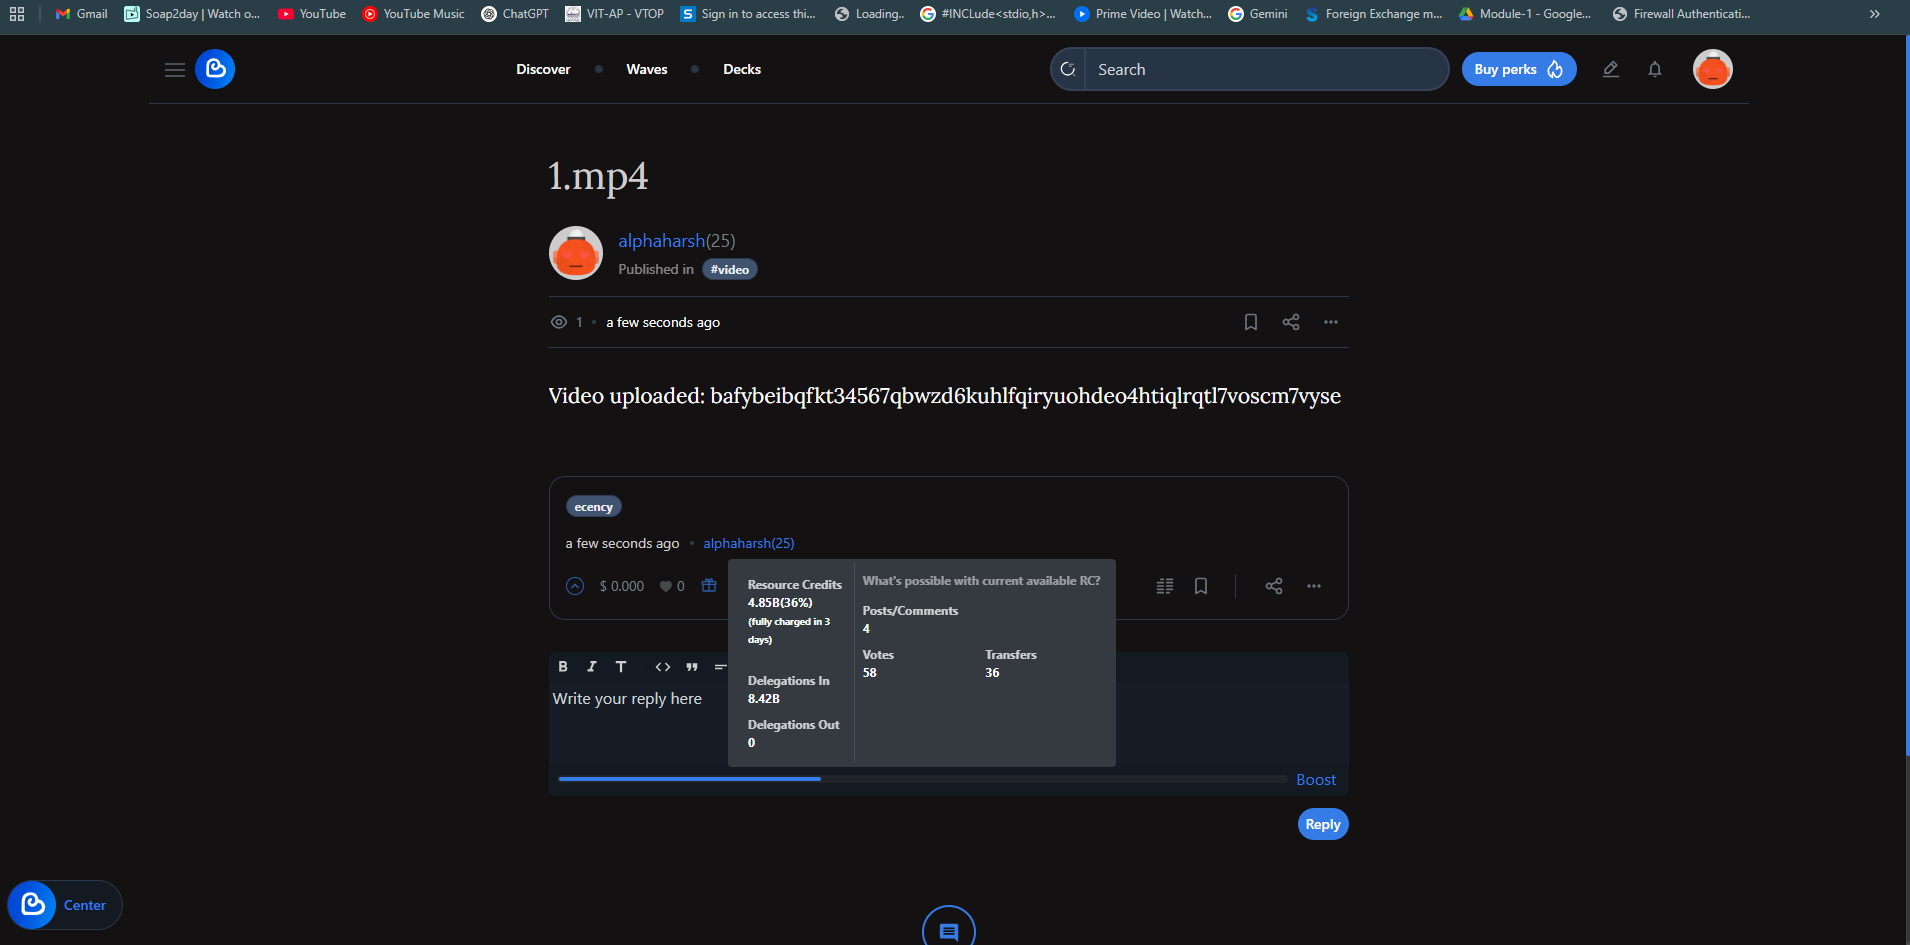 Gmail
Soap2day | Watch o...
YouTube
YouTube Music
ChatGPT
VIT-AP - VTOP
Sign in to access thi...
Loading..
#INCLude<stdio,h>...
Prime Video | Watch...
Gemini
Foreign Exchange m...
Module-1 - Google...
Firewall Authenticati...
Discover
Waves
Decks
Search
Buy perks
1.mp4
alphaharsh(25)
Published in #video
1 • a few seconds ago
Video uploaded: bafybeibqfkt34567qbwzd6kuhlfqiryuohdeo4htiqlrqtl7voscm7vyse
ecency
a few seconds ago • alphaharsh(25)
$ 0.000
0
Resource Credits
4.85B(36%)
(fully charged in 3
days)
Delegations In
8.42B
Delegations Out
0
What's possible with current available RC?
Posts/Comments
4
Votes
58
Transfers
36
B I T
Write your reply here
Boost
Reply
Center